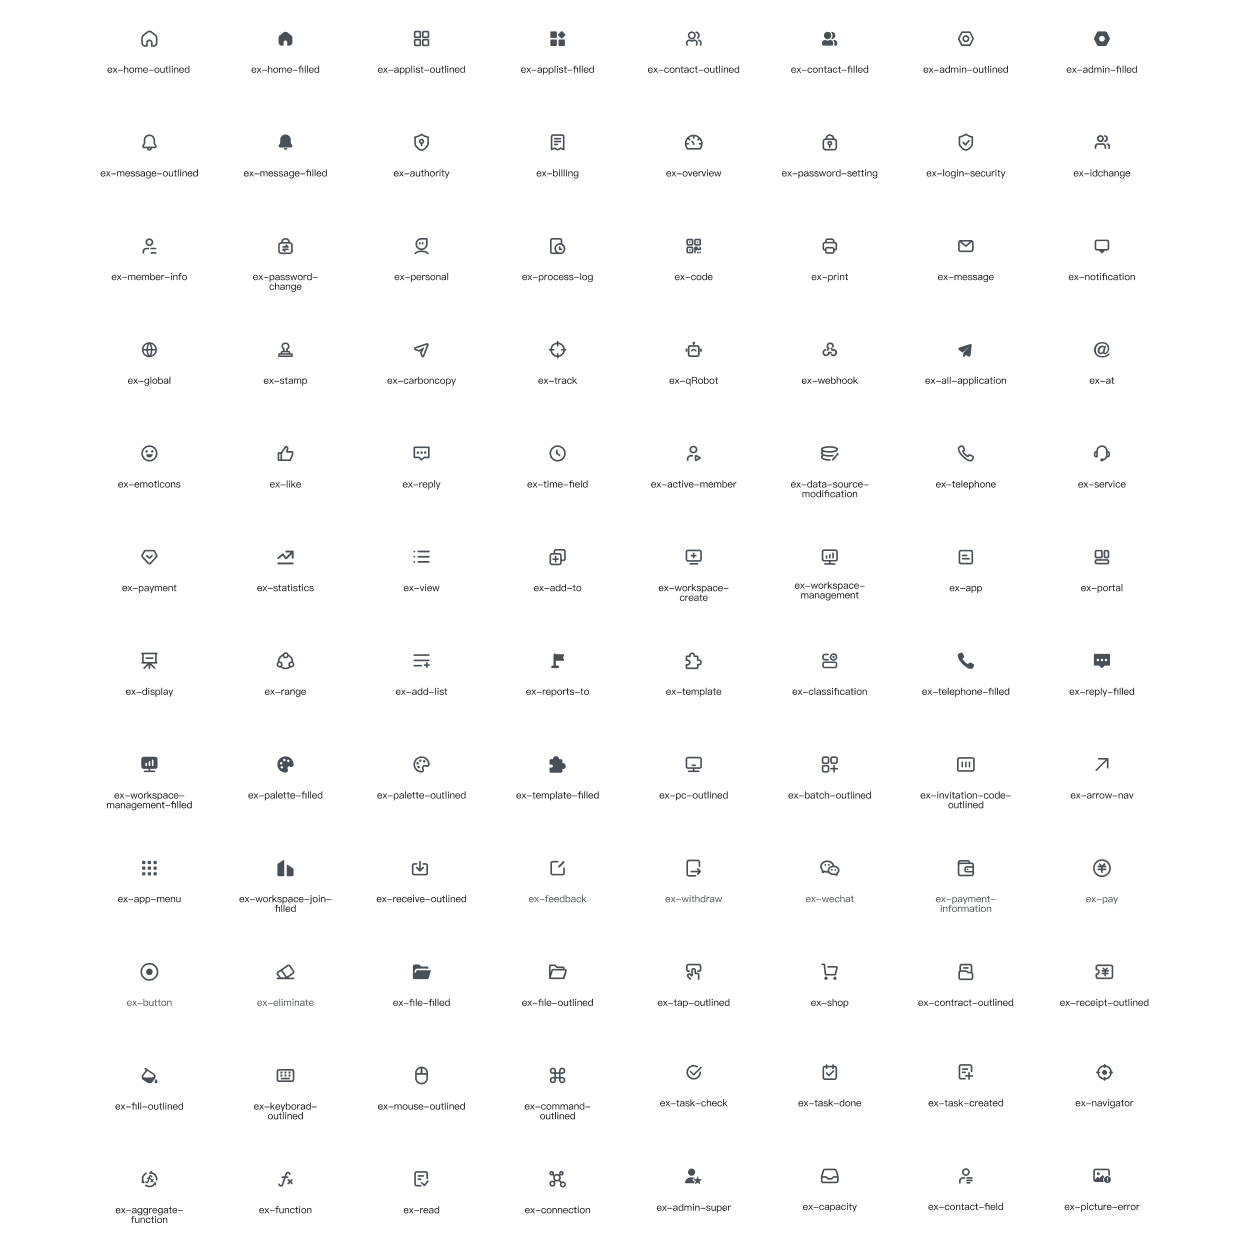 ex-home-outlined
ex-home-filled
ex-applist-outlined
ex-applist-filled
ex-contact-outlined
ex-contact-filled
ex-admin-outlined
ex-admin-filled
ex-message-outlined
ex-message-filled
ex-authority
ex-billing
ex-overview
ex-password-setting
ex-login-security
ex-idchange
ex-member-info
ex-password-
change
ex-personal
ex-process-log
ex-code
ex-print
ex-message
ex-notification
ex-global
ex-stamp
ex-carboncopy
ex-track
ex-qRobot
ex-webhook
ex-all-application
ex-at
ex-emotIcons
ex-like
ex-reply
ex-time-field
ex-active-member
ex-data-source-
modification
ex-telephone
ex-service
ex-payment
ex-statistics
ex-view
ex-add-to
ex-workspace-
create
ex-workspace-
management
ex-app
ex-portal
ex-display
ex-range
ex-add-list
ex-reports-to
ex-template
ex-classification
ex-telephone-filled
ex-reply-filled
ex-workspace-
management-filled
ex-palette-filled
ex-palette-outlined
ex-template-filled
ex-pc-outlined
ex-batch-outlined
ex-invitation-code-
outlined
ex-arrow-nav
ex-app-menu
ex-workspace-join-
filled
ex-receive-outlined
ex-feedback
ex-withdraw
ex-wechat
ex-payment-
information
ex-pay
ex-button
ex-eliminate
ex-file-filled
ex-file-outlined
ex-tap-outlined
ex-shop
ex-contract-outlined
ex-receipt-outlined
ex-fill-outlined
ex-keyborad-
outlined
ex-mouse-outlined
ex-command-
outlined
ex-task-check
ex-task-done
ex-task-created
ex-navigator
ex-aggregate-
function
ex-function
ex-read
ex-connection
ex-admin-super
ex-capacity
ex-contact-field
ex-picture-error